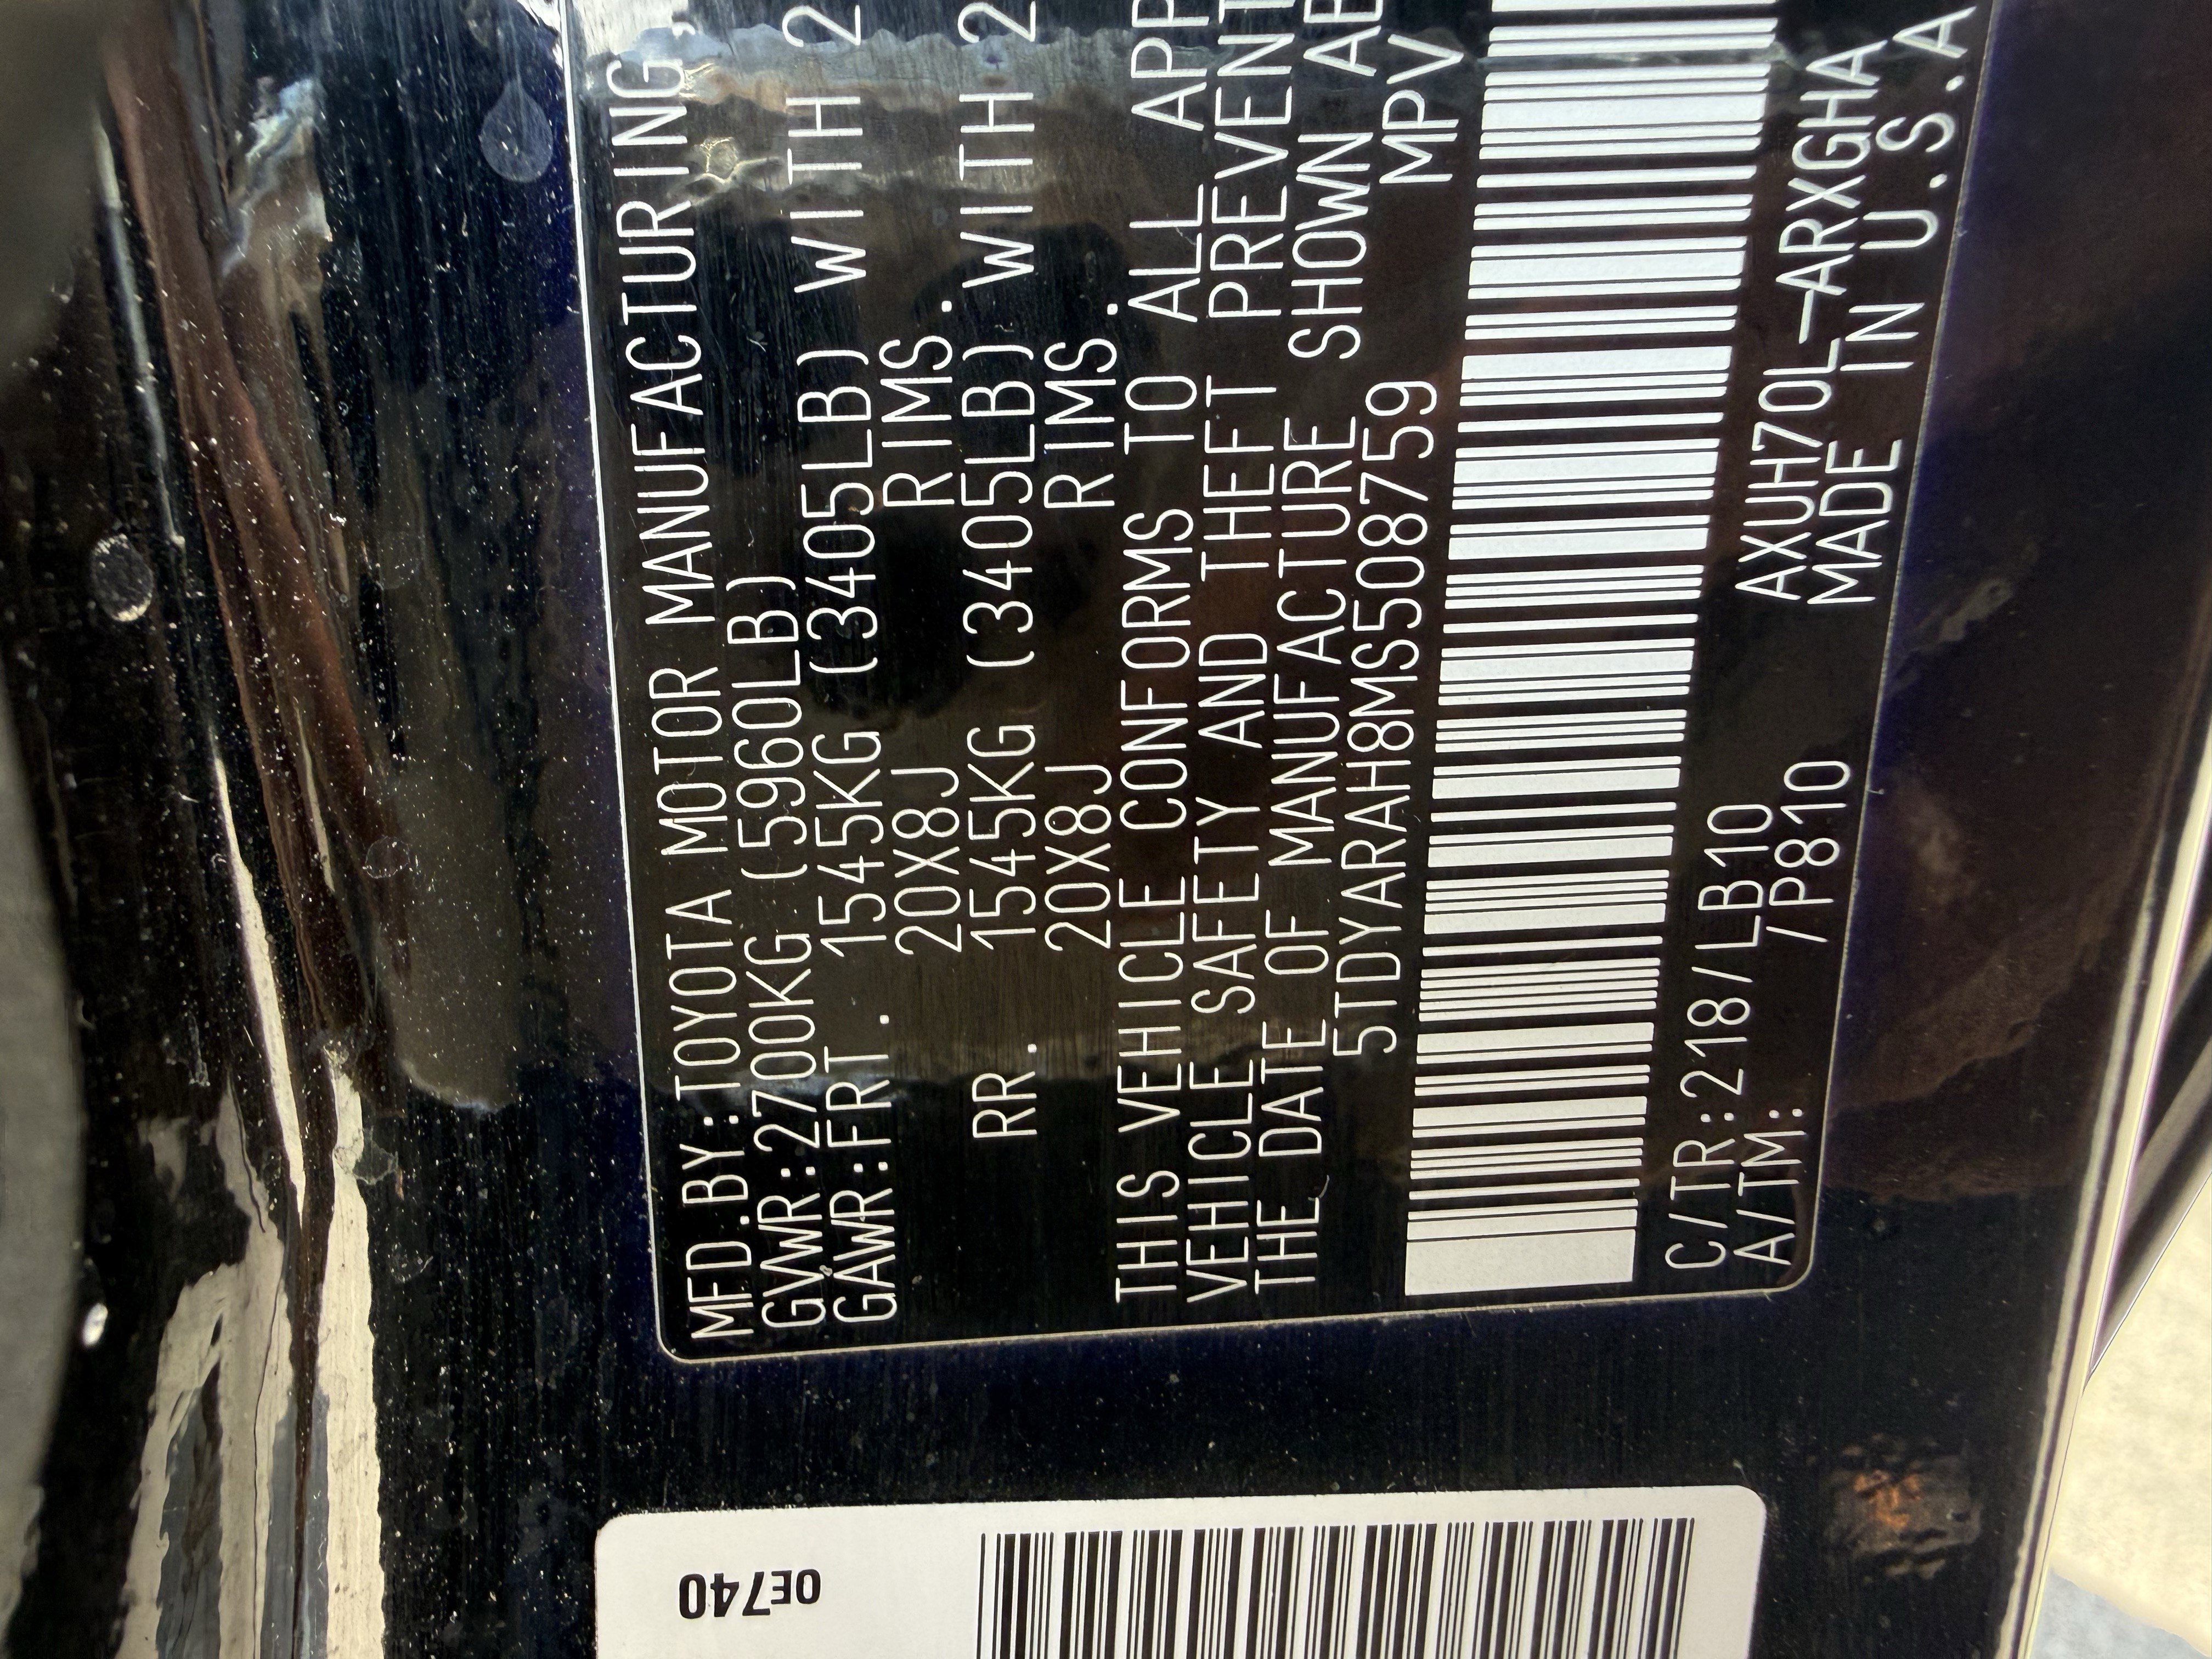 MFD.BY:TOYOTA MOTOR MANUFACTURING,
GVWR:2700KG (5960LB)
GAWR:FRT. 1545KG (3405LB) WITH 2
20X8J RIMS.
RR. 1545KG (3405LB) WITH 2
20X8J RIMS.
THIS VEHICLE CONFORMS TO ALL APP
VEHICLE SAFETY AND THEFT PREVENT
THE DATE OF MANUFACTURE SHOWN AB
5TDYARAH8MS508759 MPV
C/TR:218/LB10 AXUH70L-ARXGHA
A/TM: /P810 MADE IN U.S.A
0E740